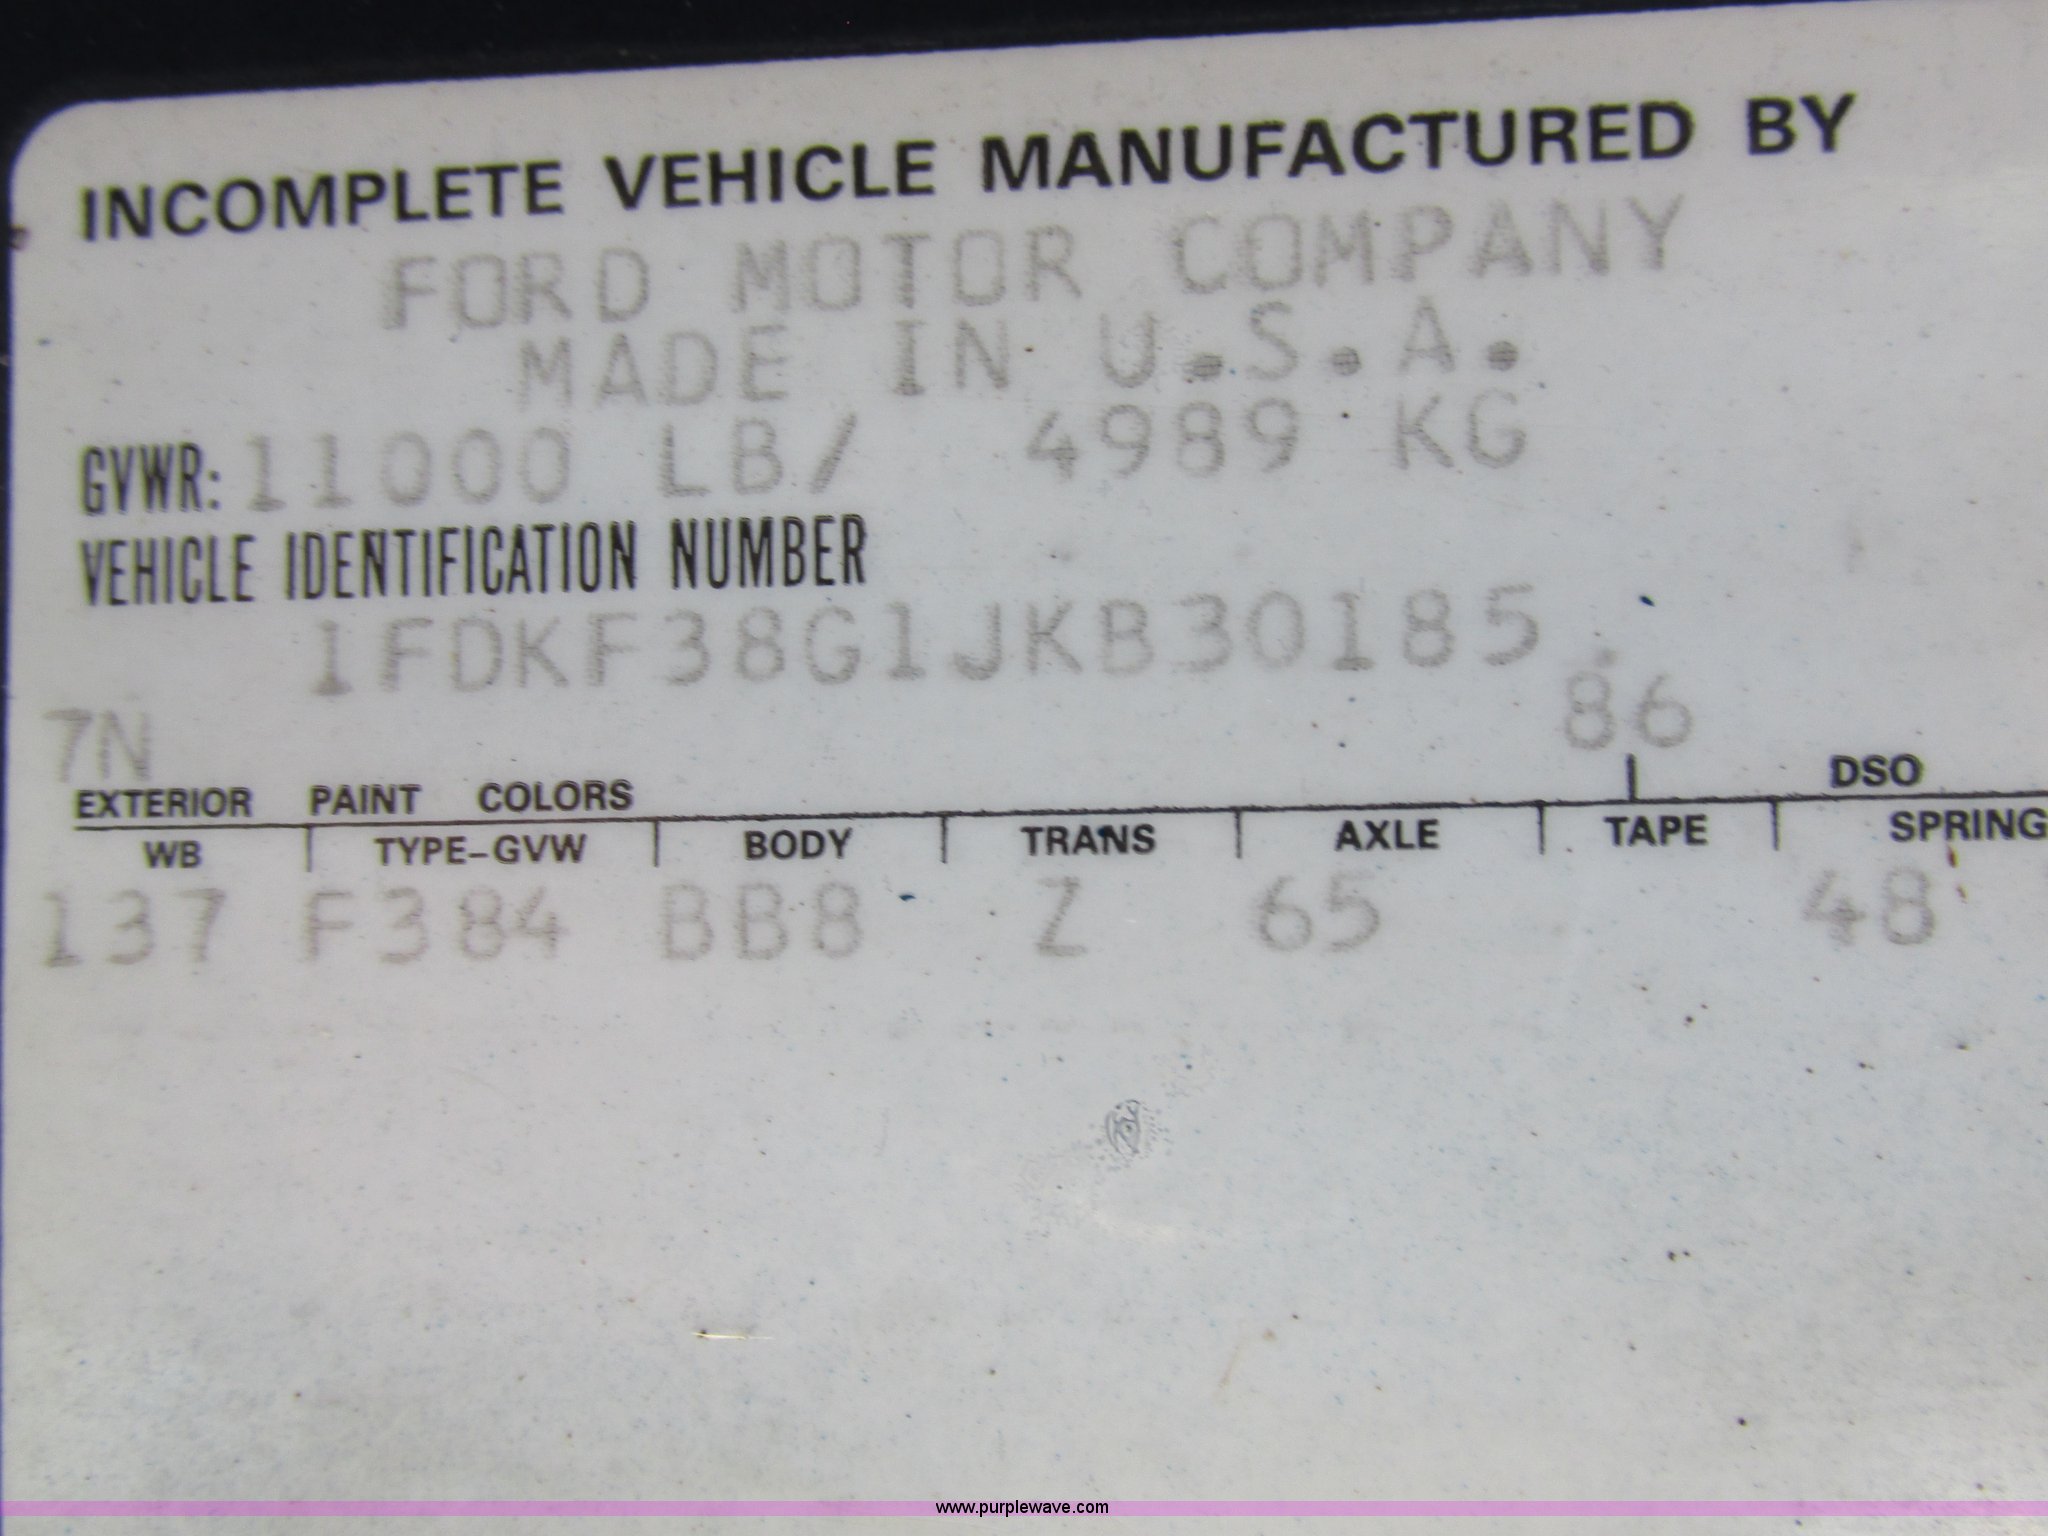 INCOMPLETE VEHICLE MANUFACTURED BY
FORD MOTOR COMPANY
MADE IN U.S.A.
GVWR: 11000 LB/ 4989 KG
VEHICLE IDENTIFICATION NUMBER
1FDKF38G1JKB30185
7N 86
EXTERIOR PAINT COLORS DSO
WB TYPE-GVW BODY TRANS AXLE TAPE SPRING
137 F384 BB8 Z 65 48
www.purplewave.com